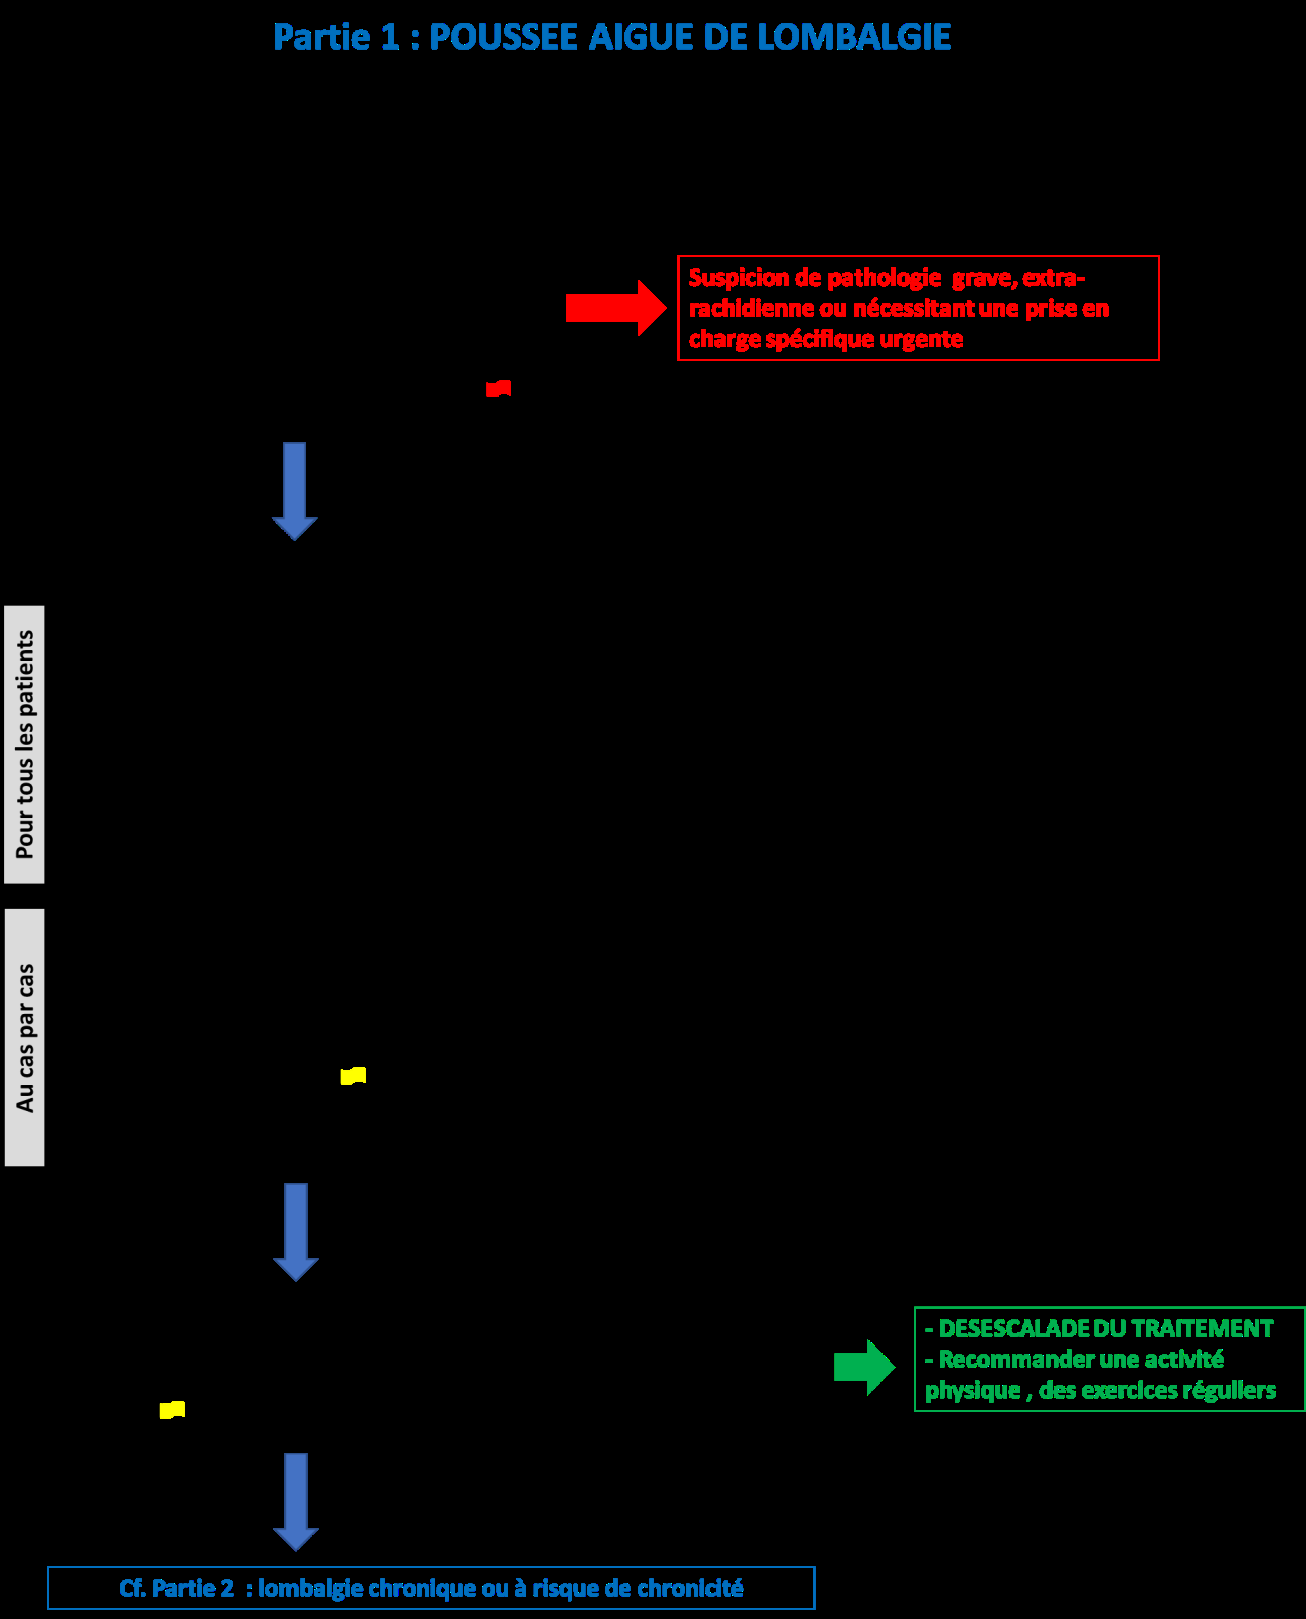 Partie 1 : POUSSEE AIGUE DE LOMBALGIE
Suspicion de pathologie grave, extra-
rachidienne ou nécessitant une prise en
charge spécifique urgente
Pour tous les patients
Au cas par cas
- DESESCALADE DU TRAITEMENT
- Recommander une activité
physique , des exercices réguliers
Cf. Partie 2 : lombalgie chronique ou à risque de chronicité